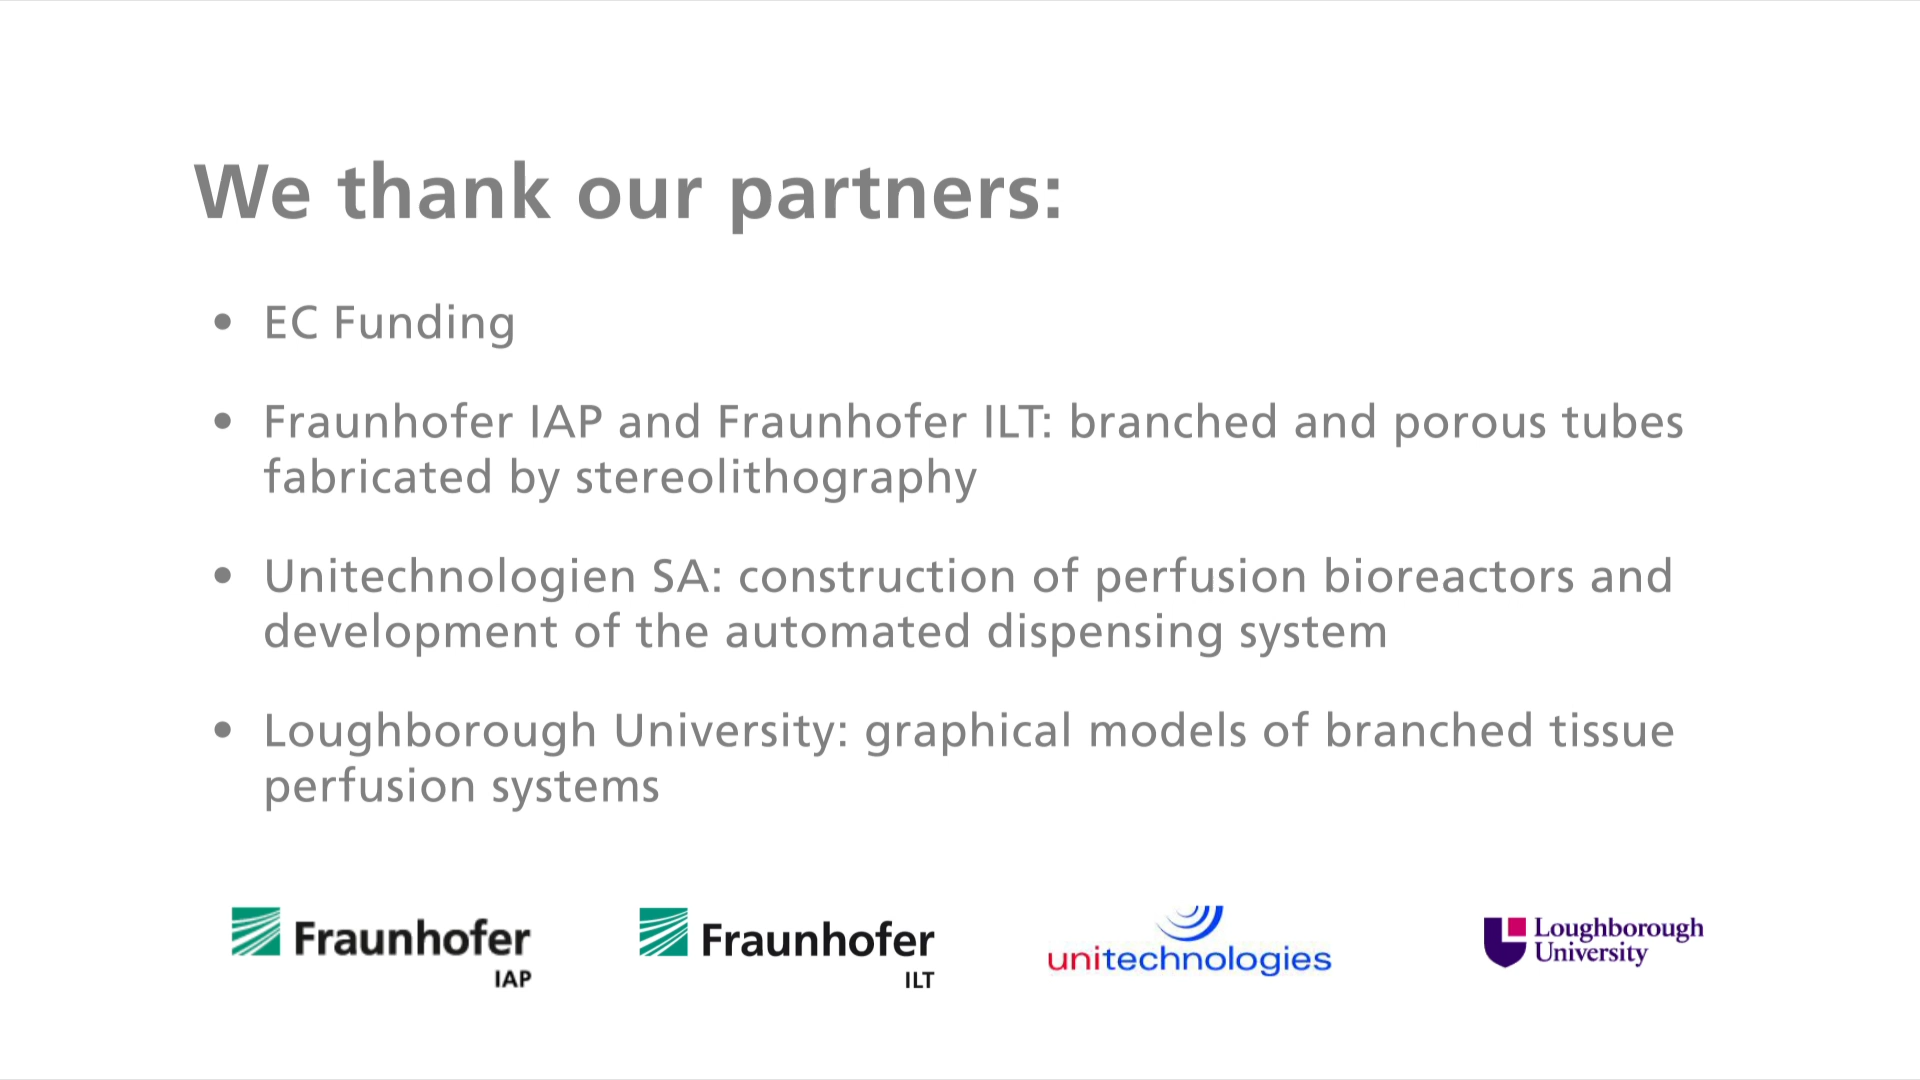 We thank our partners:
• EC Funding
• Fraunhofer IAP and Fraunhofer ILT: branched and porous tubes
fabricated by stereolithography
• Unitechnologien SA: construction of perfusion bioreactors and
development of the automated dispensing system
• Loughborough University: graphical models of branched tissue
perfusion systems
Fraunhofer
IAP
Fraunhofer
ILT
unitechnologies
Loughborough
University